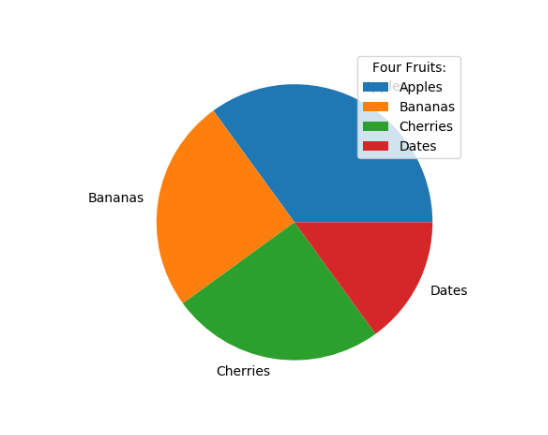 Four Fruits:
Apples
Bananas
Cherries
Dates
Bananas
Dates
Cherries